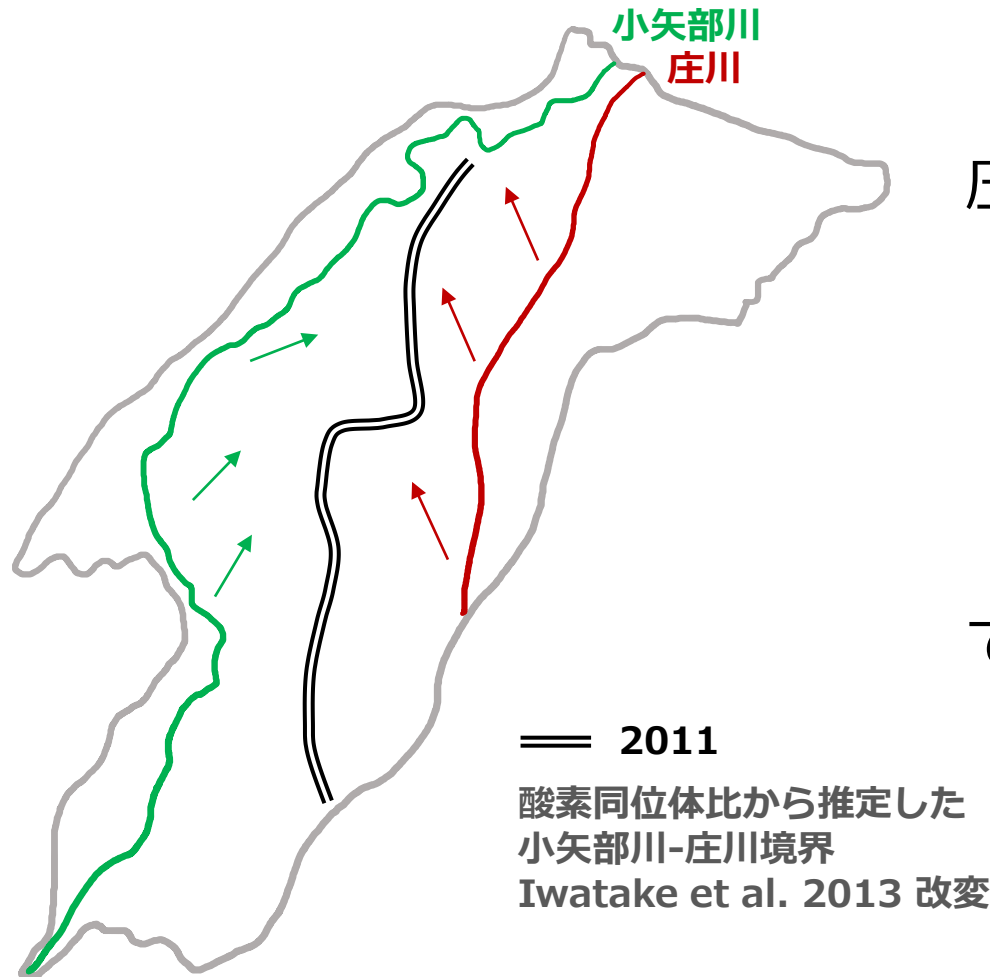 小矢部川
庄川
2011
酸素同位体比から推定した
小矢部川-庄川境界
Iwatake et al. 2013 改変